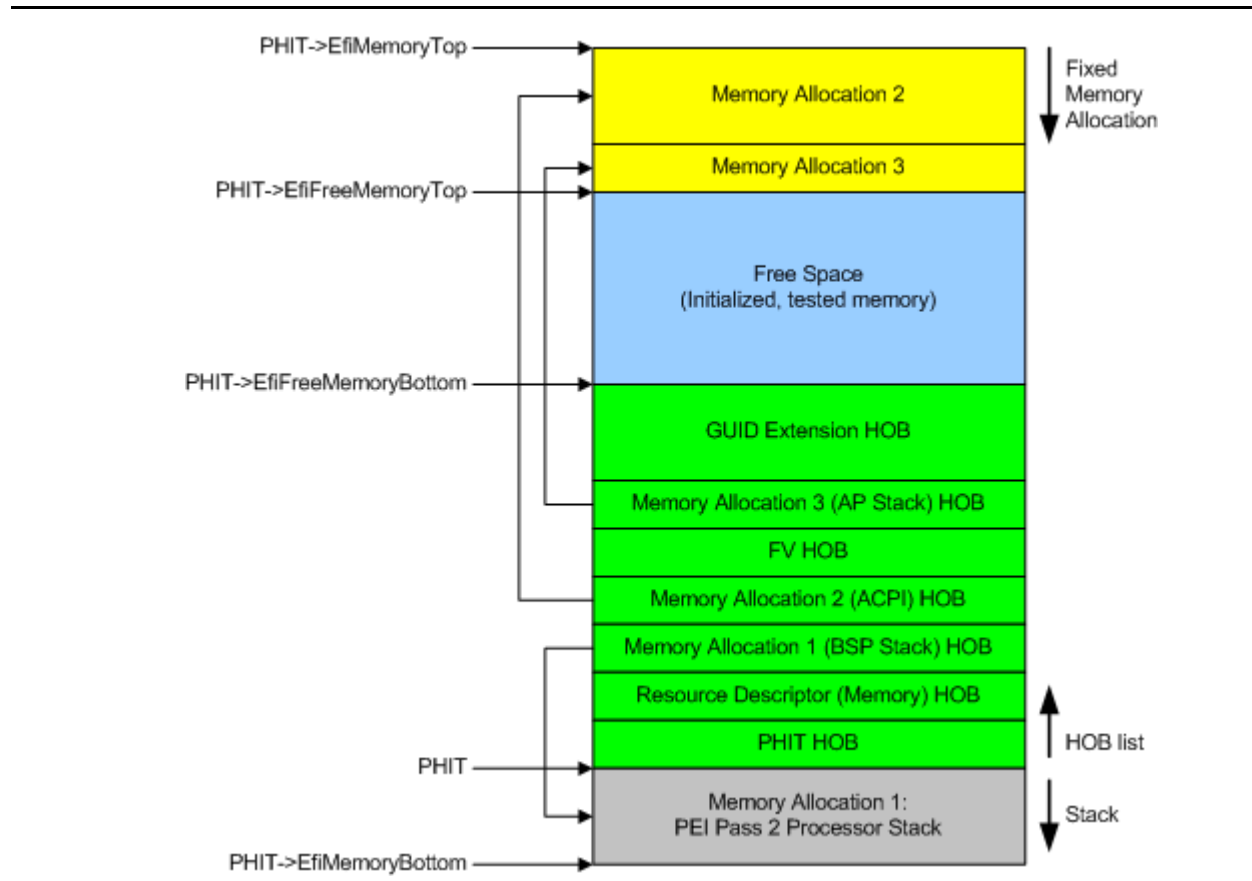 PHIT->EfiMemoryTop
Memory Allocation 2
Fixed
Memory
Allocation
Memory Allocation 3
PHIT->EfiFreeMemoryTop
Free Space
(Initialized, tested memory)
PHIT->EfiFreeMemoryBottom
GUID Extension HOB
Memory Allocation 3 (AP Stack) HOB
FV HOB
Memory Allocation 2 (ACPI) HOB
Memory Allocation 1 (BSP Stack) HOB
Resource Descriptor (Memory) HOB
PHIT HOB
HOB list
PHIT
Memory Allocation 1:
PEI Pass 2 Processor Stack
Stack
PHIT->EfiMemoryBottom